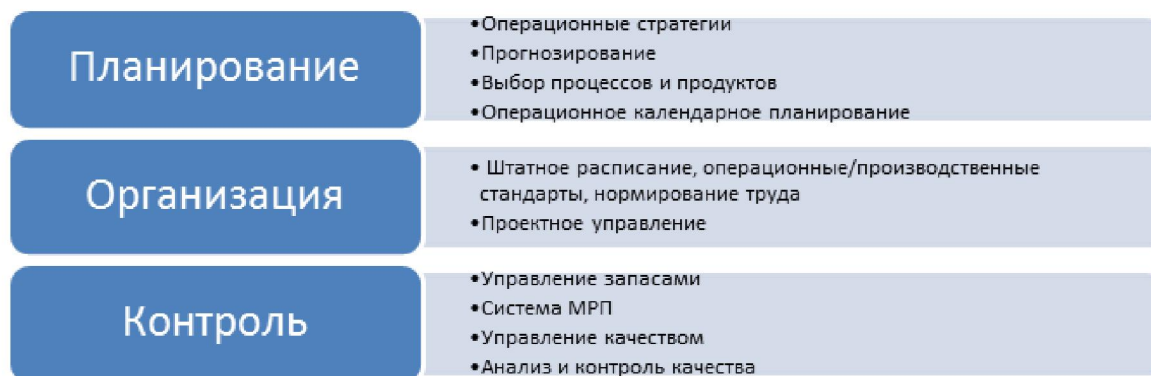 Планирование
•Операционные стратегии
•Прогнозирование
•Выбор процессов и продуктов
•Операционное календарное планирование
Организация
• Штатное расписание, операционные/производственные
стандарты, нормирование труда
•Проектное управление
Контроль
•Управление запасами
•Система МРП
•Управление качеством
•Анализ и контроль качества